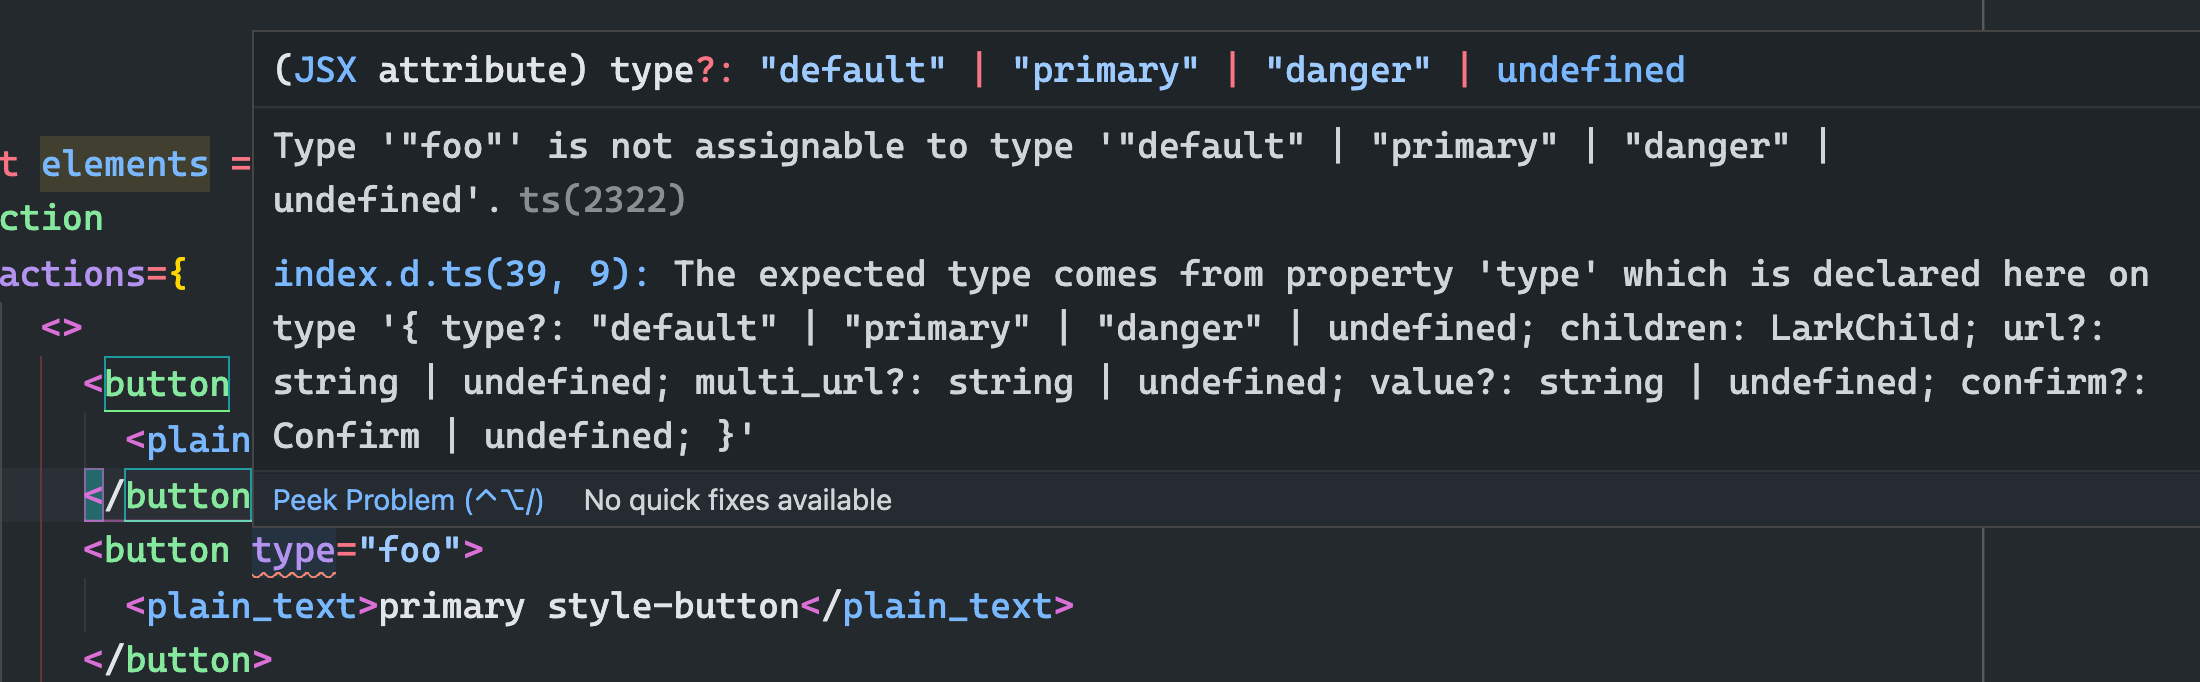 (JSX attribute) type?: "default" | "primary" | "danger" | undefined
Type '"foo"' is not assignable to type '"default" | "primary" | "danger" |
undefined'. ts(2322)
index.d.ts(39, 9): The expected type comes from property 'type' which is declared here on
type '{ type?: "default" | "primary" | "danger" | undefined; children: LarkChild; url?:
string | undefined; multi_url?: string | undefined; value?: string | undefined; confirm?:
Confirm | undefined; }'
Peek Problem (⌃⌥/) No quick fixes available
t elements =
ction
actions={
<>
<button
<plain
</button
<button type="foo">
<plain_text>primary style-button</plain_text>
</button>